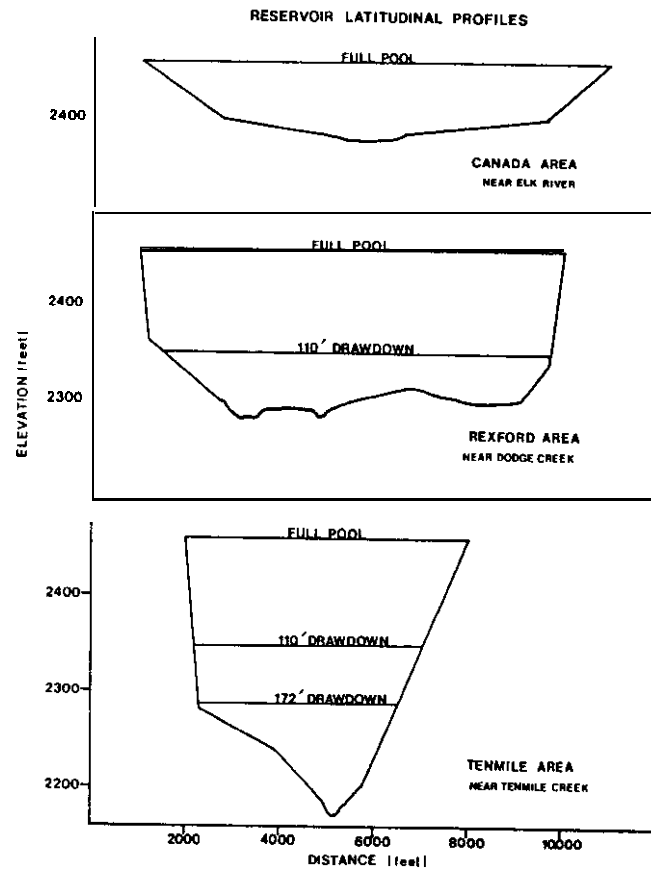 RESERVOIR LATITUDINAL PROFILES
FULL POOL
2400
CANADA AREA
NEAR ELK RIVER
FULL POOL
2400
110' DRAWDOWN
2300
ELEVATION |feet|
REXFORD AREA
NEAR DODGE CREEK
FULL POOL
2400
110' DRAWDOWN
2300
172' DRAWDOWN
2200
TENMILE AREA
NEAR TENMILE CREEK
2000 4000 6000 8000 10000
DISTANCE |feet|